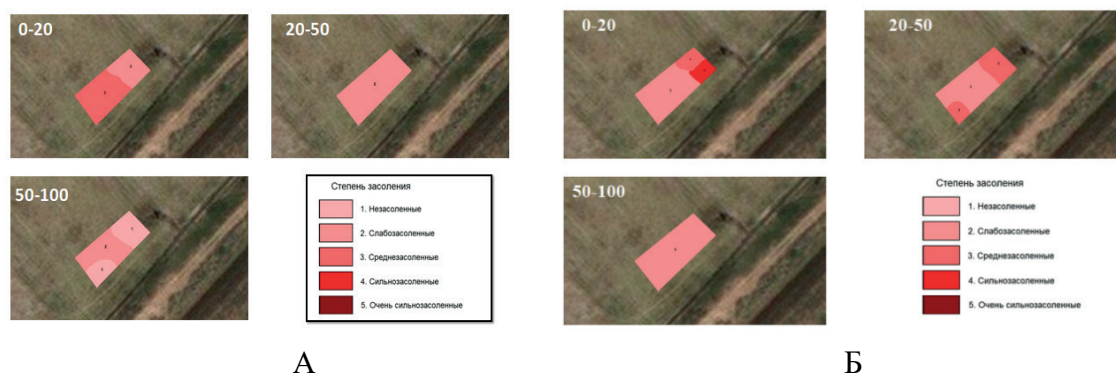 0-20
20-50
50-100
Степень засоления
1. Незасоленные
2. Слабозасоленные
3. Среднезасоленные
4. Сильнозасоленные
5. Очень сильнозасоленные
А
0-20
20-50
50-100
Степень засоления
1. Незасоленные
2. Слабозасоленные
3. Среднезасоленные
4. Сильнозасоленные
5. Очень сильнозасоленные
Б